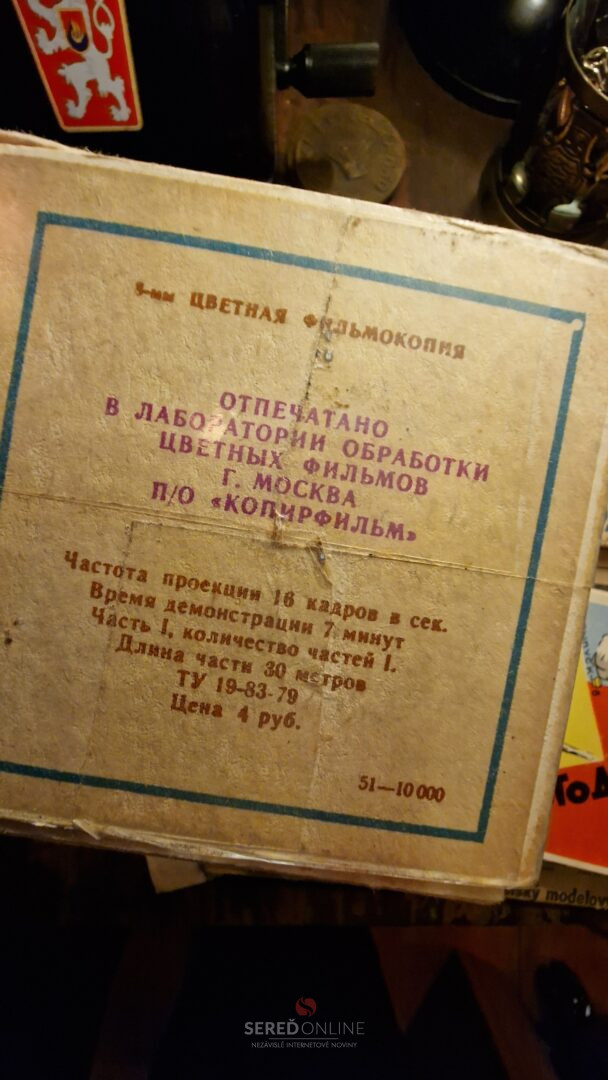 8-мм ЦВЕТНАЯ ФИЛЬМОКОПИЯ
ОТПЕЧАТАНО
В ЛАБОРАТОРИИ ОБРАБОТКИ
ЦВЕТНЫХ ФИЛЬМОВ
Г. МОСКВА
П/О «КОПИРФИЛЬМ»
Частота проекции 16 кадров в сек.
Время демонстрации 7 минут
Часть I, количество частей I.
Длина части 30 метров
ТУ 19-83-79
Цена 4 руб.
51—10 000
modelov
SEREĎONLINE
NEZÁVISLÉ INTERNETOVÉ NOVINY